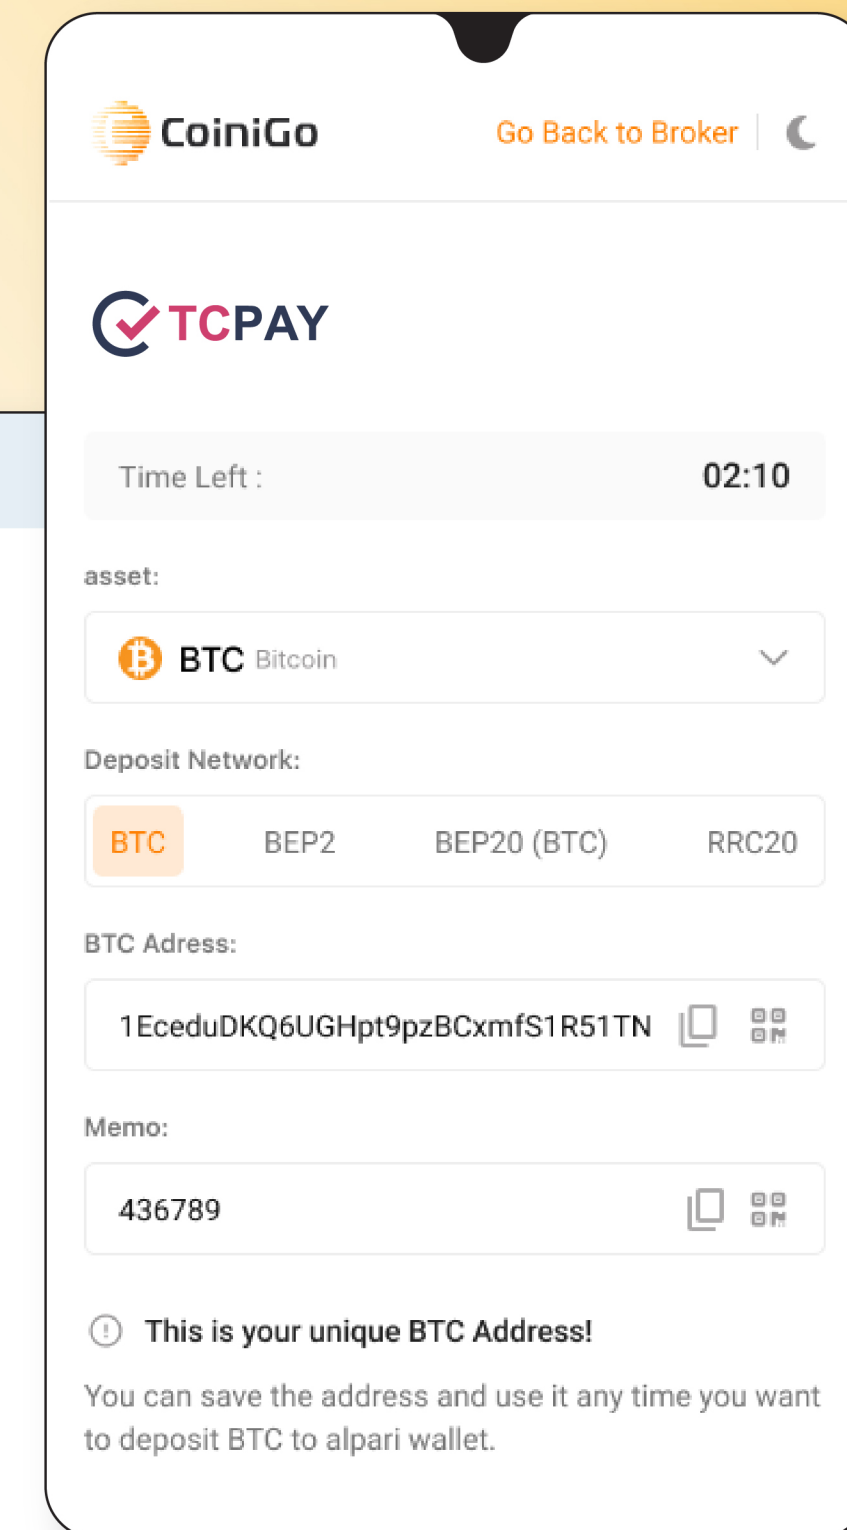 CoiniGo
Go Back to Broker
TCPAY
Time Left :
02:10
asset:
BTC Bitcoin
Deposit Network:
BTC BEP2 BEP20 (BTC) RRC20
BTC Adress:
1EceduDKQ6UGHpt9pzBCxmfS1R51TN
Memo:
436789
This is your unique BTC Address!
You can save the address and use it any time you want
to deposit BTC to alpari wallet.